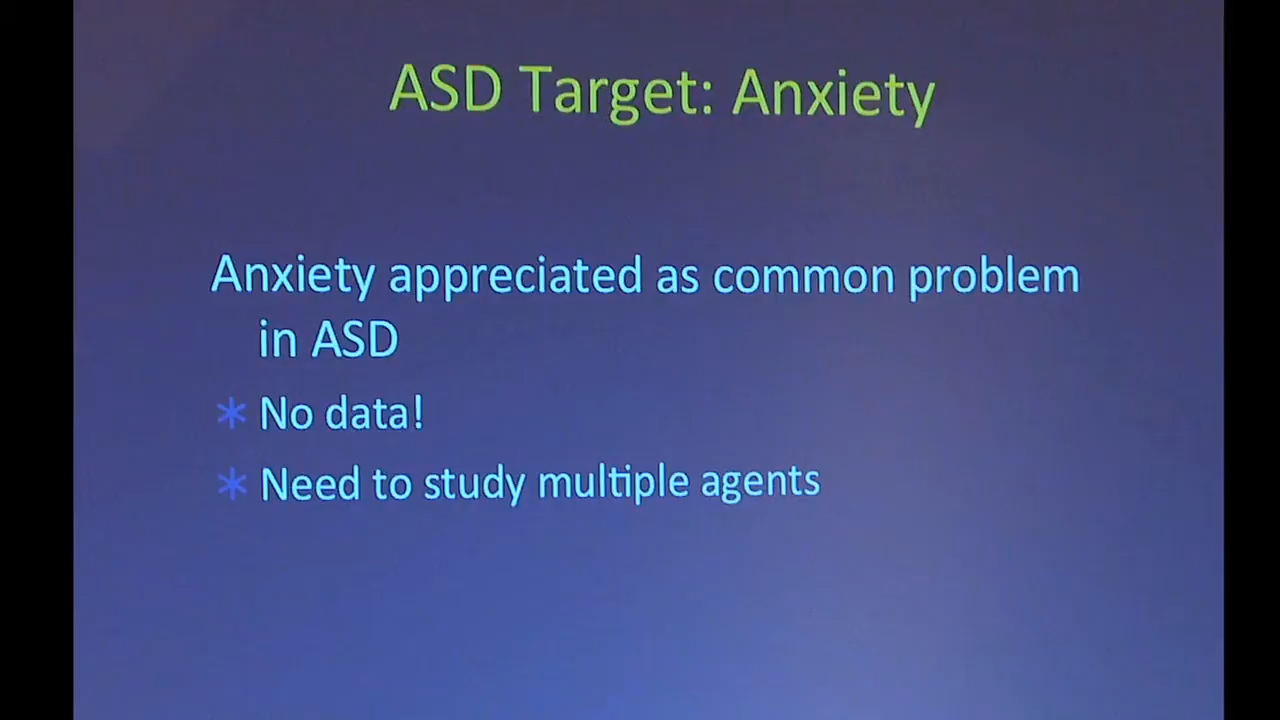 ASD Target: Anxiety
Anxiety appreciated as common problem
in ASD
* No data!
* Need to study multiple agents